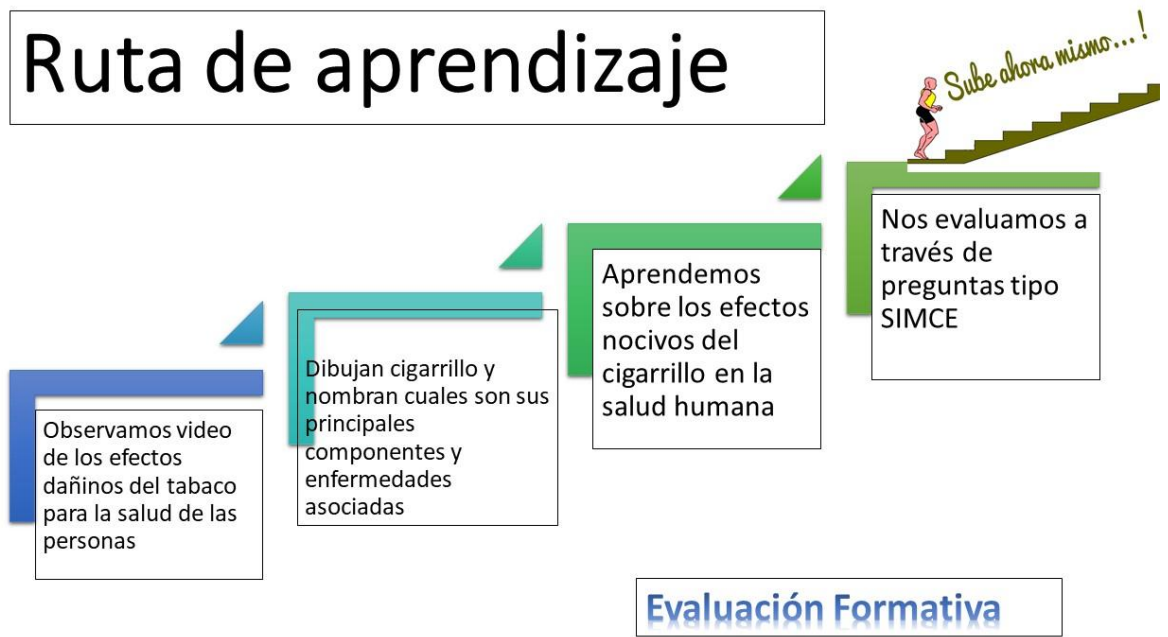 Ruta de aprendizaje
Sube ahora mismo...!
Observamos video
de los efectos
dañinos del tabaco
para la salud de las
personas
Dibujan cigarrillo y
nombran cuales son sus
principales
componentes y
enfermedades
asociadas
Aprendemos
sobre los efectos
nocivos del
cigarrillo en la
salud humana
Nos evaluamos a
través de
preguntas tipo
SIMCE
Evaluación Formativa